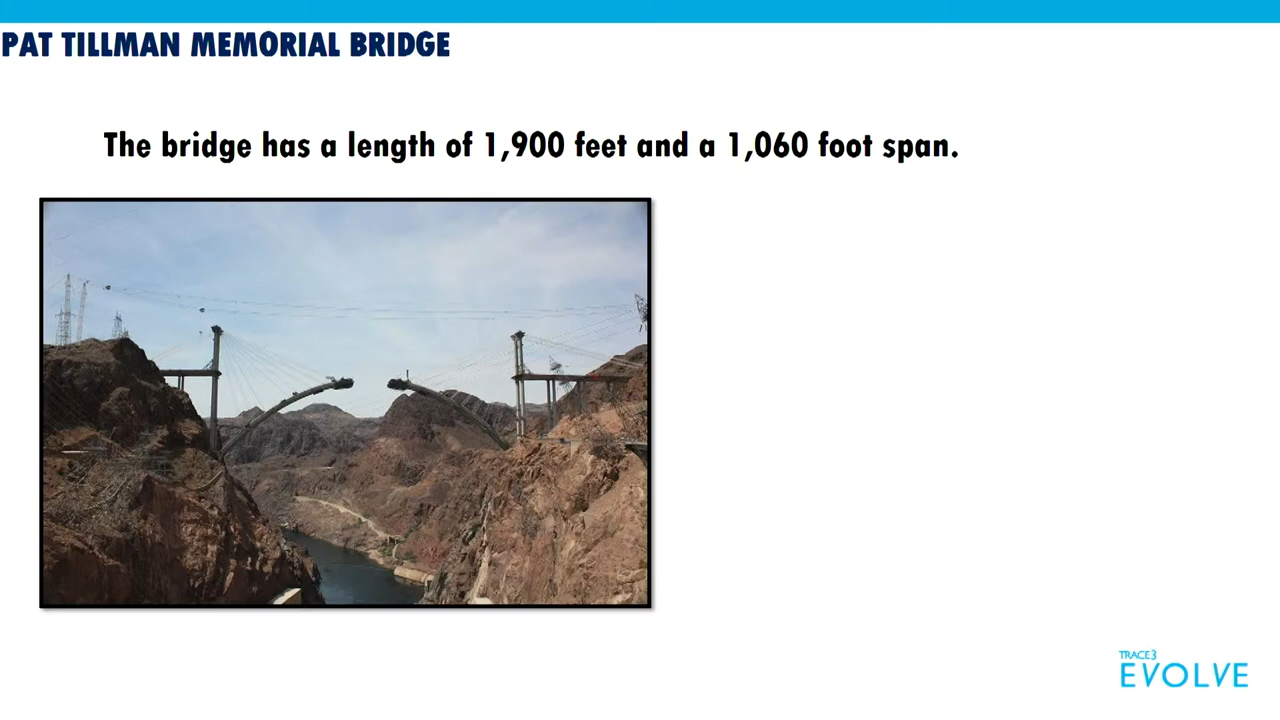 PAT TILLMAN MEMORIAL BRIDGE
The bridge has a length of 1,900 feet and a 1,060 foot span.
TRACE3
EVOLVE